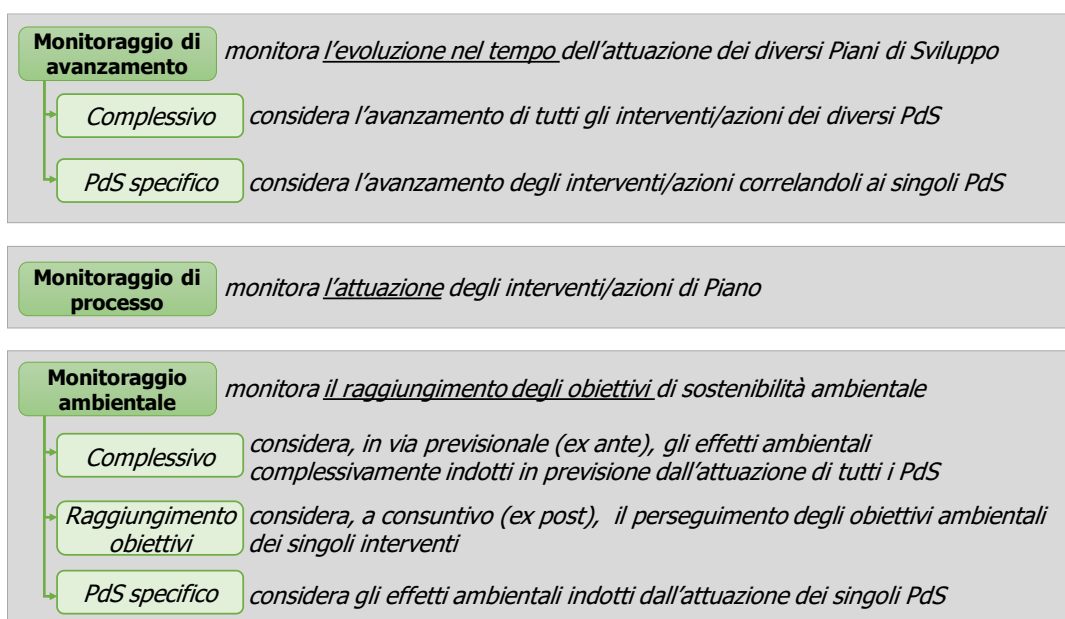 Monitoraggio di
avanzamento
monitora l'evoluzione nel tempo dell'attuazione dei diversi Piani di Sviluppo
Complessivo
considera l'avanzamento di tutti gli interventi/azioni dei diversi PdS
PdS specifico
considera l'avanzamento degli interventi/azioni correlandoli ai singoli PdS
Monitoraggio di
processo
monitora l'attuazione degli interventi/azioni di Piano
Monitoraggio
ambientale
monitora il raggiungimento degli obiettivi di sostenibilità ambientale
Complessivo
considera, in via previsionale (ex ante), gli effetti ambientali
complessivamente indotti in previsione dall'attuazione di tutti i PdS
Raggiungimento
obiettivi
considera, a consuntivo (ex post), il perseguimento degli obiettivi ambientali
dei singoli interventi
PdS specifico
considera gli effetti ambientali indotti dall'attuazione dei singoli PdS